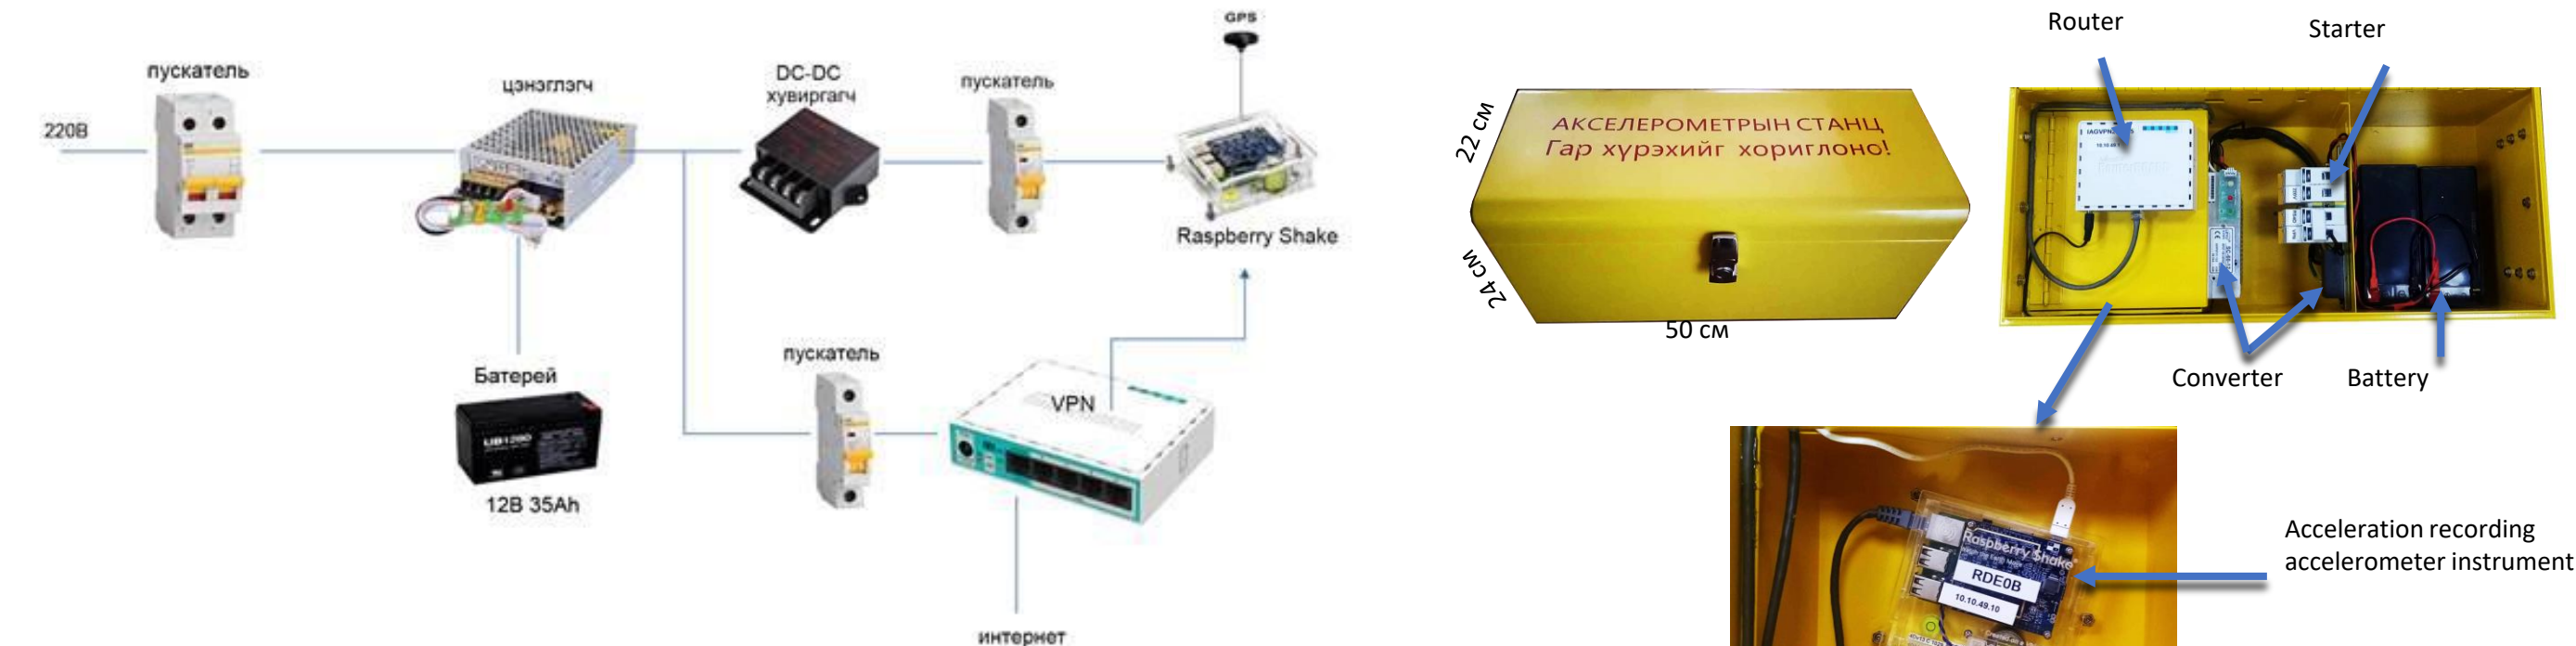 GPS
пускатель
цэнэглэгч
DC-DC
хувиргагч
пускатель
220В
Raspberry Shake
Батерей
UB1280
12В 35Ah
пускатель
VPN
интернет
22 см
24 см
50 см
АКСЕЛЕРОМЕТРЫН СТАНЦ
Гар хүрэхийг хориглоно!
Router
Starter
Converter
Battery
Raspberry Shake
RDE0B
10.10.49.10
Acceleration recording
accelerometer instrument